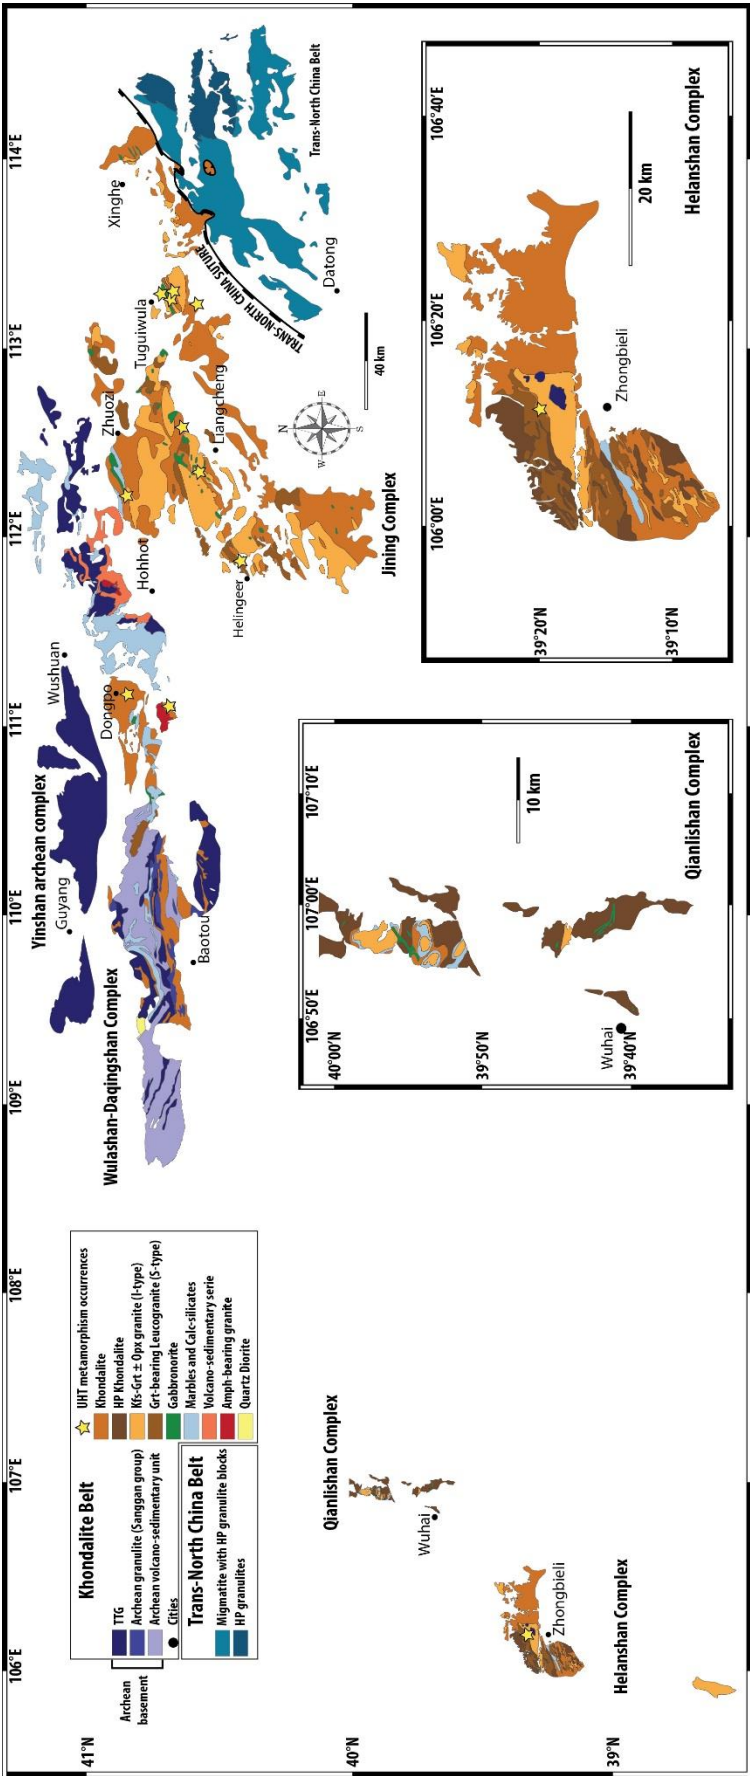 106°E
107°E
108°E
109°E
110°E
111°E
112°E
113°E
114°E
41°N
40°N
39°N
Archean
basement
Khondalite Belt
TTG
Archean granulite (Sanggan group)
Archean volcano-sedimentary unit
Cities
Trans-North China Belt
Migmatite with HP granulite blocks
HP granulites
UHT metamorphism occurrences
Khondalite
HP Khondalite
Kfs-Grt ± Opx granite (I-type)
Grt-bearing Leucogranite (S-type)
Gabbronorite
Marbles and Calc-silicates
Volcano-sedimentary serie
Amph-bearing granite
Quartz Diorite
Wulashan-Daqingshan Complex
Yinshan archean complex
Guyang
Wushuan
Baotou
Dongpo
Hohhot
Zhuozi
Tuguiwula
Xinghe
Helingeer
Liangcheng
Datong
TRANS-NORTH CHINA SUTURE
Trans-North China Belt
Jining Complex
N
E
S
W
40 km
Qianlishan Complex
Wuhai
Zhongbieli
Helanshan Complex
106°50'E
107°00'E
107°10'E
40°00'N
39°50'N
39°40'N
Wuhai
10 km
Qianlishan Complex
106°00'E
106°20'E
106°40'E
39°20'N
39°10'N
Zhongbieli
20 km
Helanshan Complex